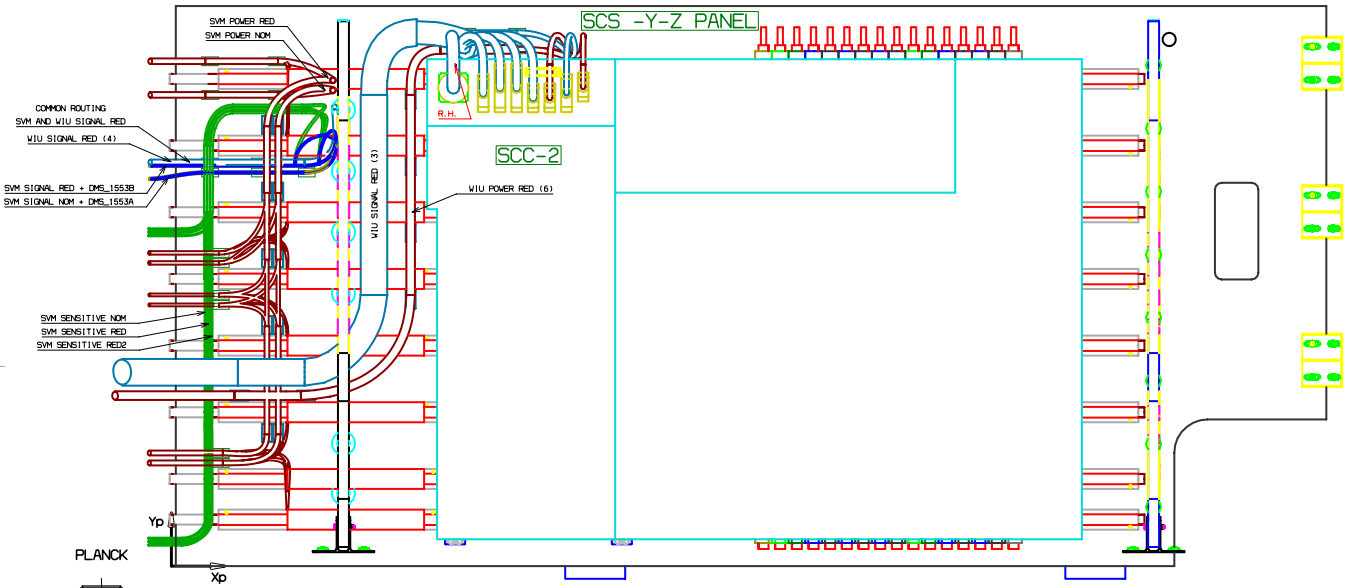 SCS -Y-Z PANEL
SVM POWER RED
SVM POWER NOM
COMMON ROUTING
SVM AND WIU SIGNAL RED
WIU SIGNAL RED (4)
R.H.
SCC-2
WIU SIGNAL RED (3)
WIU POWER RED (6)
SVM SIGNAL RED + DMS_1553B
SVM SIGNAL NOM + DMS_1553A
SVM SENSITIVE NOM
SVM SENSITIVE RED
SVM SENSITIVE RED2
Yp
PLANCK
Xp